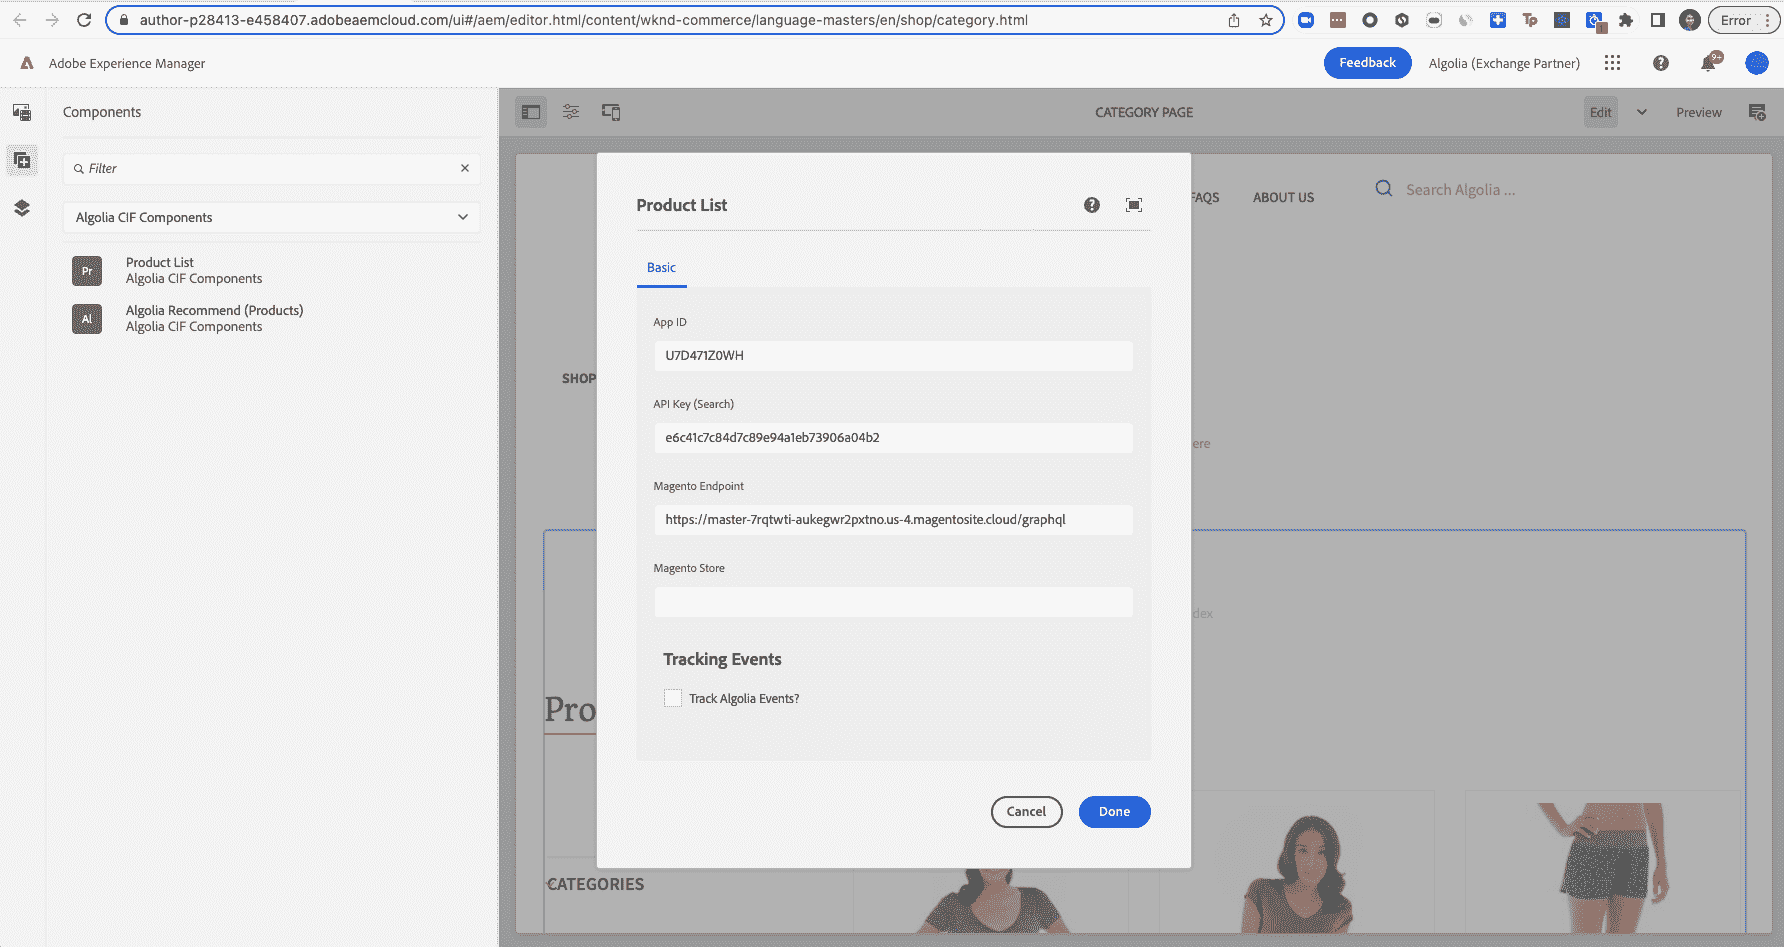 author-p28413-e458407.adobeaemcloud.com/ui#/aem/editor.html/content/wknd-commerce/language-masters/en/shop/category.html
Tp
Error
Adobe Experience Manager
Feedback
Algolia (Exchange Partner)
9+
Components
Filter
Algolia CIF Components
Pr
Product List
Algolia CIF Components
Al
Algolia Recommend (Products)
Algolia CIF Components
CATEGORY PAGE
Edit
Preview
FAQS
ABOUT US
Search Algolia ...
SHOP
ere
dex
Pro
CATEGORIES
Product List
Basic
App ID
U7D471Z0WH
API Key (Search)
e6c41c7c84d7c89e94a1eb73906a04b2
Magento Endpoint
https://master-7rqtwti-aukegwr2pxtno.us-4.magentosite.cloud/graphql
Magento Store
Tracking Events
Track Algolia Events?
Cancel
Done